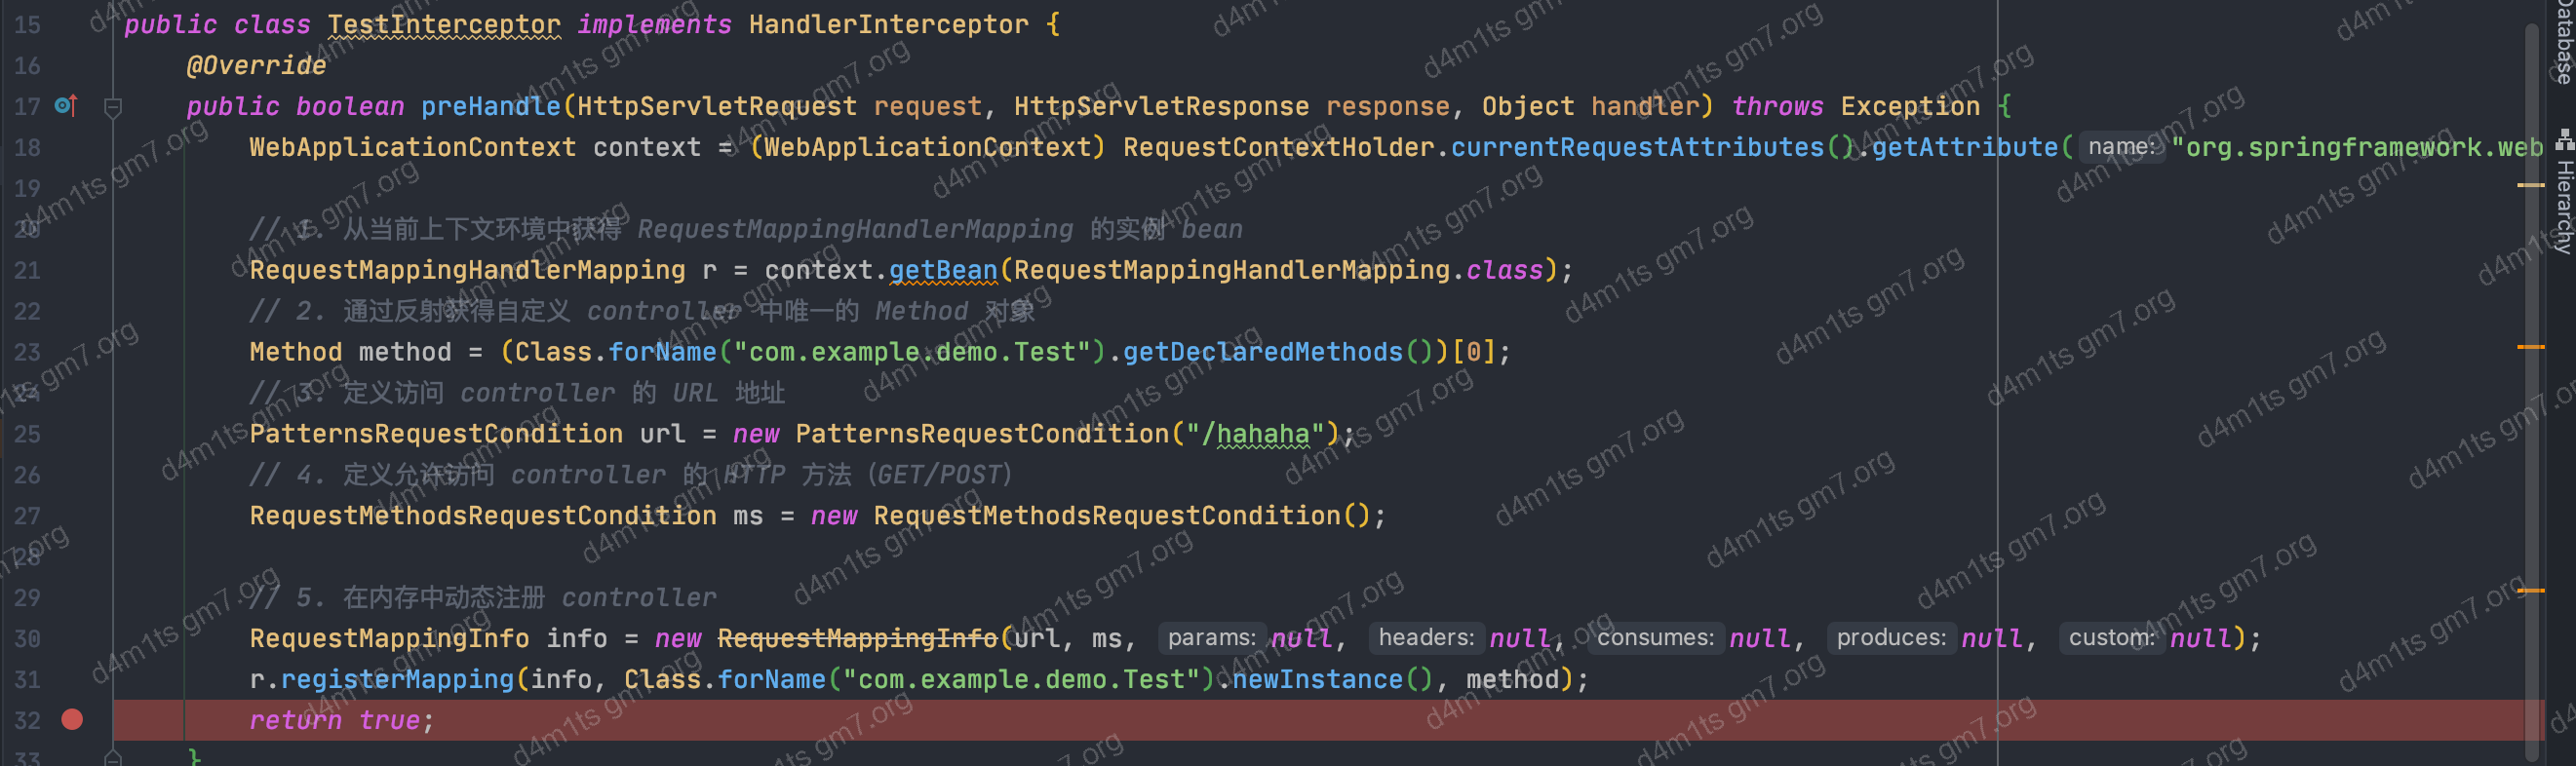 15 public class TestInterceptor implements HandlerInterceptor {
16 @Override
17 public boolean preHandle(HttpServletRequest request, HttpServletResponse response, Object handler) throws Exception {
18 WebApplicationContext context = (WebApplicationContext) RequestContextHolder.currentRequestAttributes().getAttribute( name: "org.springframework.web
19
20 // 1. 从当前上下文环境中获得 RequestMappingHandlerMapping 的实例 bean
21 RequestMappingHandlerMapping r = context.getBean(RequestMappingHandlerMapping.class);
22 // 2. 通过反射获得自定义 controller 中唯一的 Method 对象
23 Method method = (Class.forName("com.example.demo.Test").getDeclaredMethods())[0];
24 // 3. 定义访问 controller 的 URL 地址
25 PatternsRequestCondition url = new PatternsRequestCondition("/hahaha");
26 // 4. 定义允许访问 controller 的 HTTP 方法（GET/POST）
27 RequestMethodsRequestCondition ms = new RequestMethodsRequestCondition();
28
29 // 5. 在内存中动态注册 controller
30 RequestMappingInfo info = new RequestMappingInfo(url, ms, params: null, headers: null, consumes: null, produces: null, custom: null);
31 r.registerMapping(info, Class.forName("com.example.demo.Test").newInstance(), method);
32 return true;
33 }
Database
Hierarchy
d4m1ts gm7.org